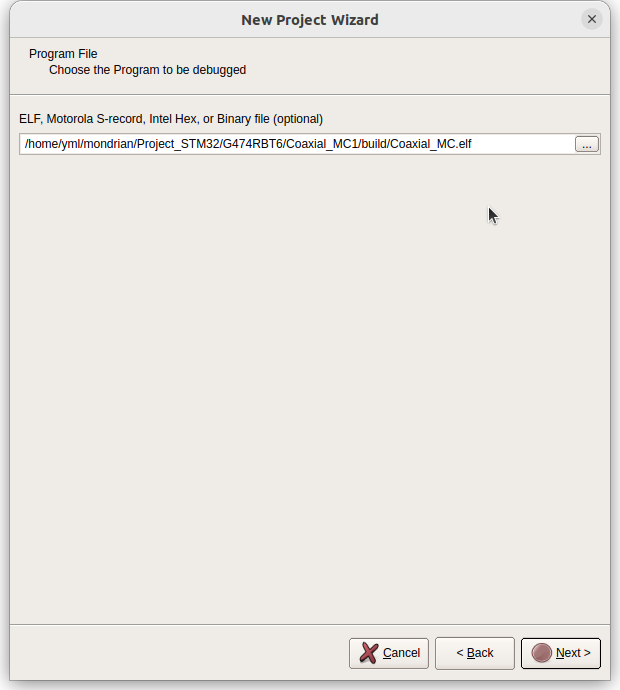 New Project Wizard
Program File
Choose the Program to be debugged
ELF, Motorola S-record, Intel Hex, or Binary file (optional)
/home/yml/mondrian/Project_STM32/G474RBT6/Coaxial_MC1/build/Coaxial_MC.elf
...
Cancel
< Back
Next >